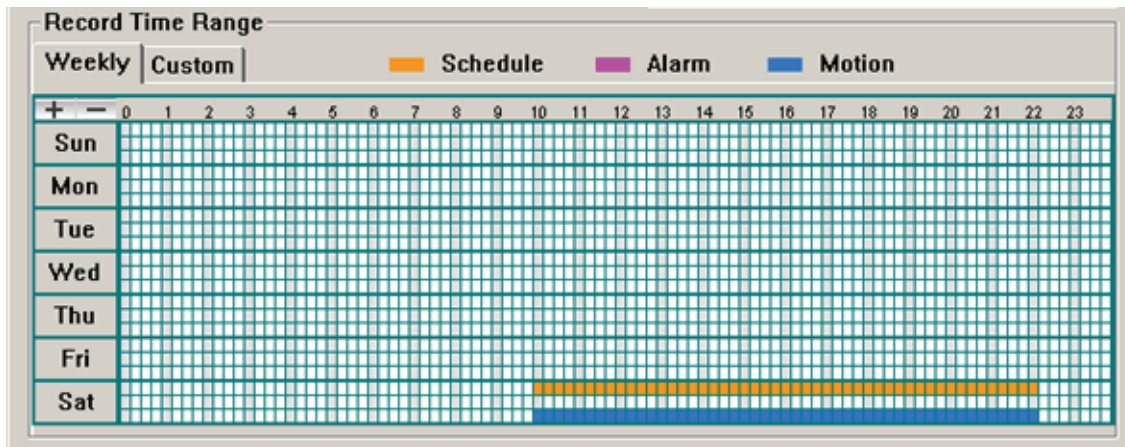 Record Time Range
Weekly Custom Schedule Alarm Motion
+ − 0 1 2 3 4 5 6 7 8 9 10 11 12 13 14 15 16 17 18 19 20 21 22 23
Sun
Mon
Tue
Wed
Thu
Fri
Sat